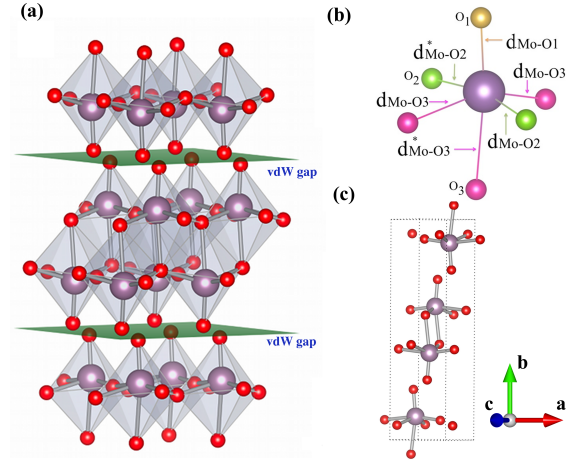 (a)
vdW gap
vdW gap
(b)
O1
dMo-O1
d*Mo-O2
O2
dMo-O3
dMo-O3
d*Mo-O3
dMo-O2
O3
(c)
b
c
a